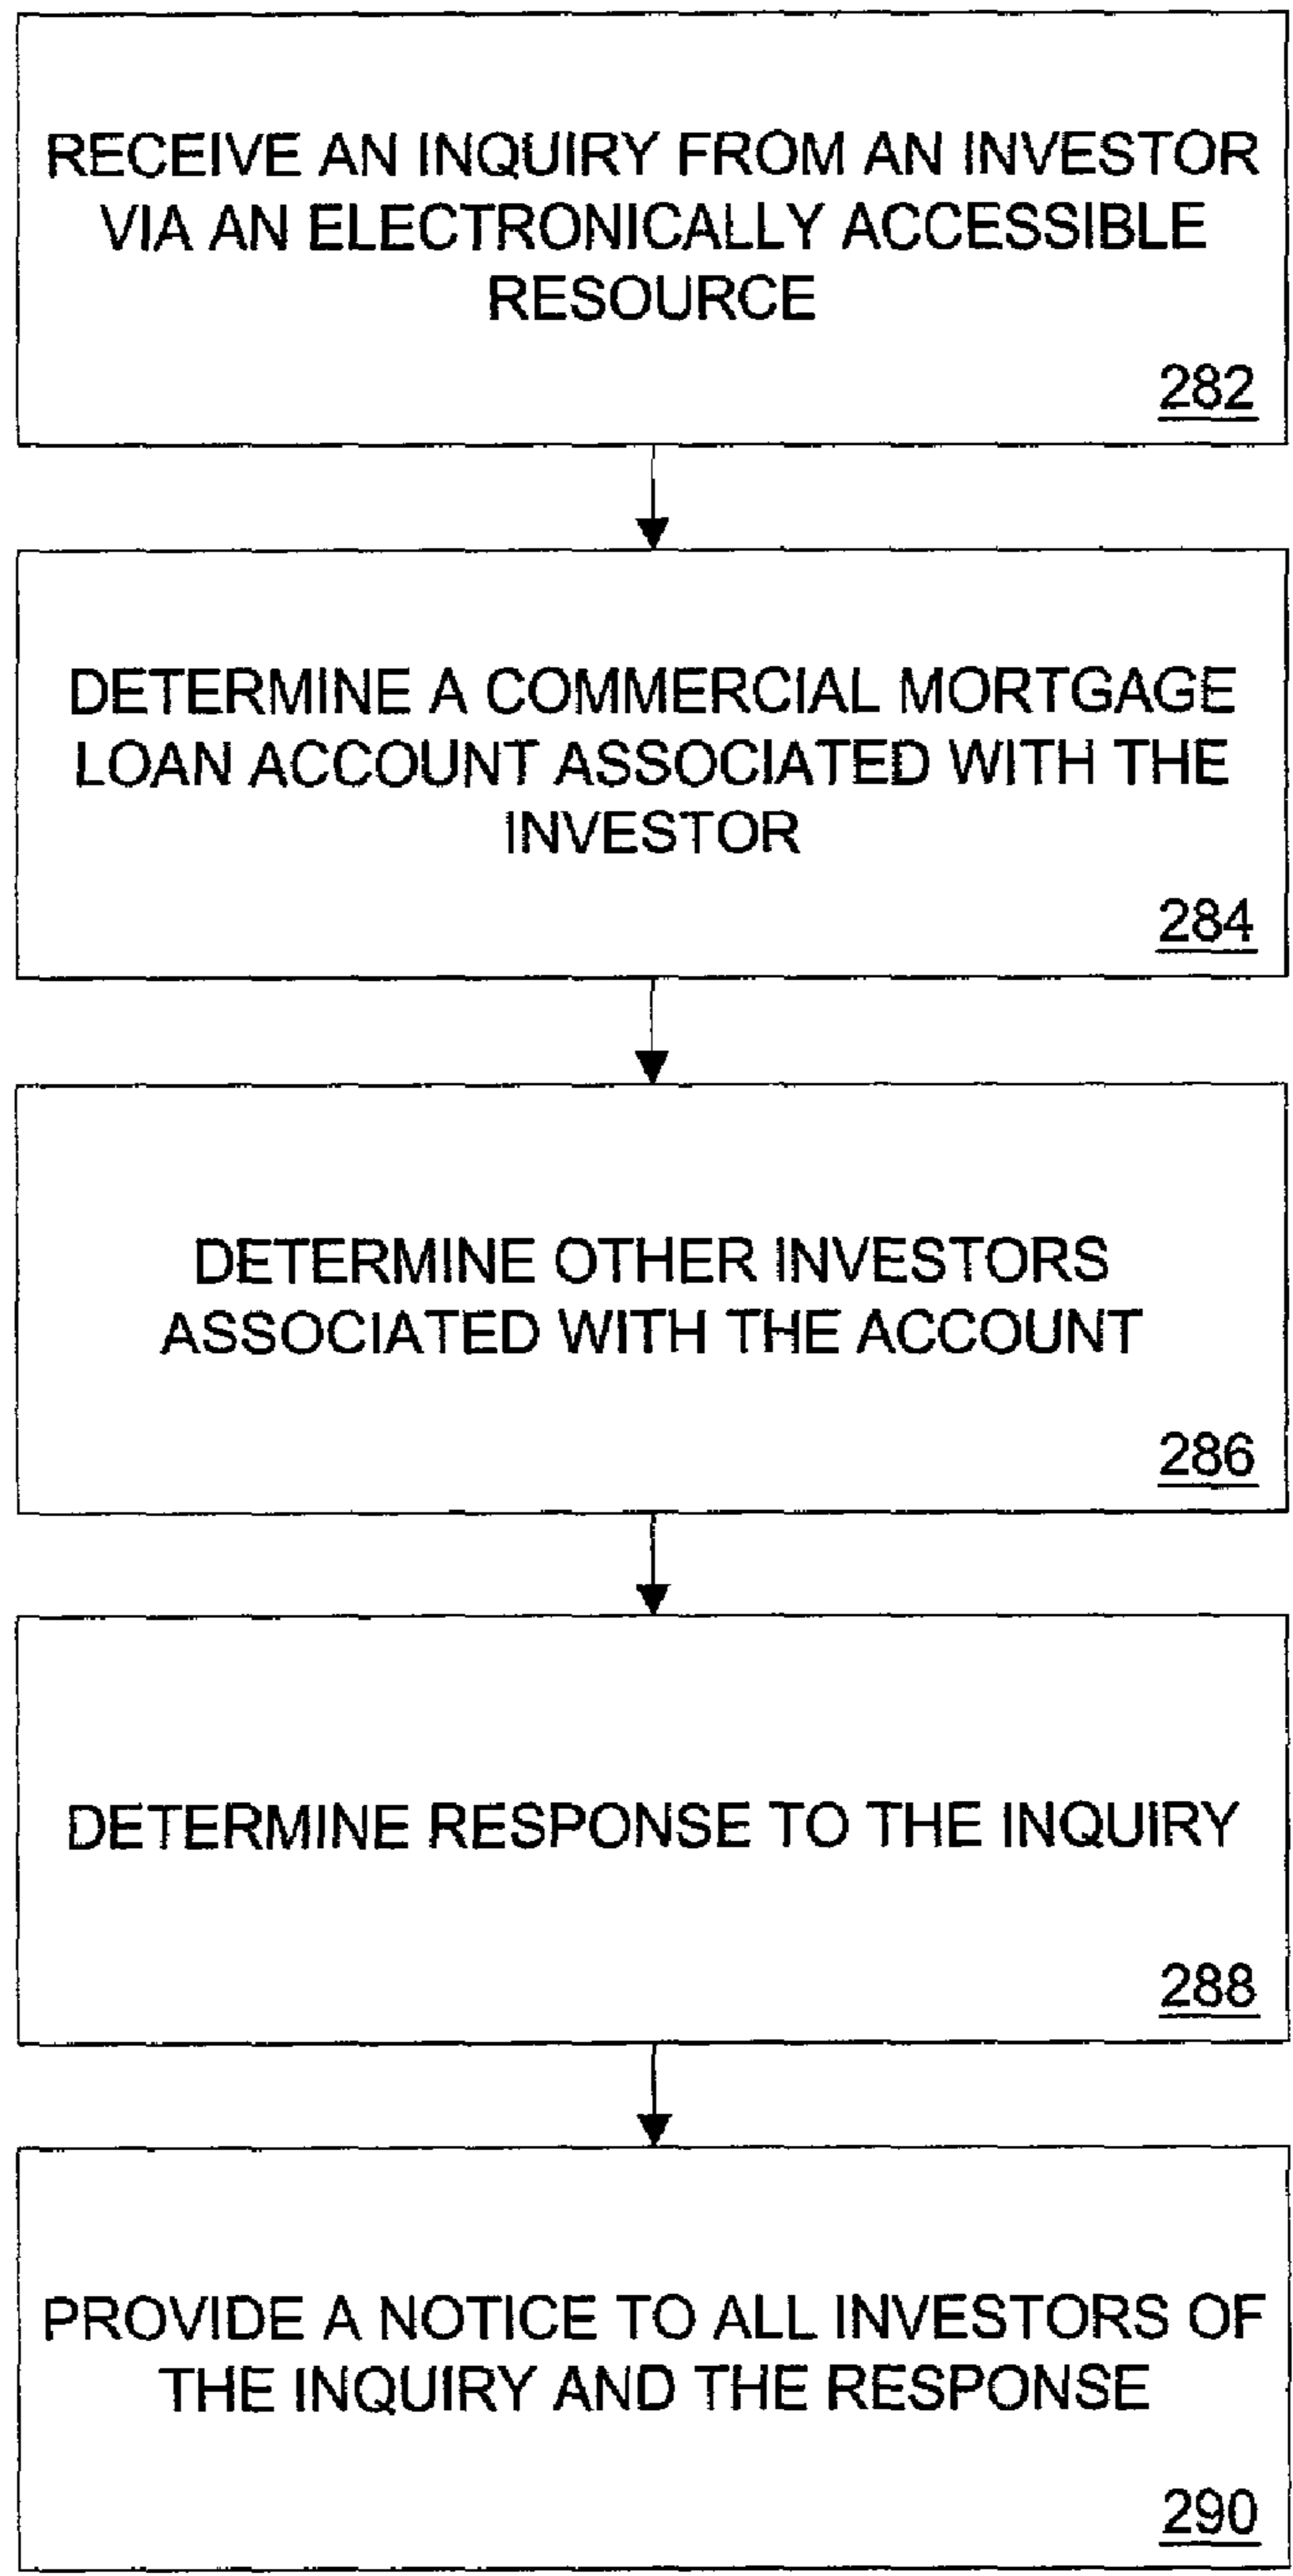 RECEIVE AN INQUIRY FROM AN INVESTOR
VIA AN ELECTRONICALLY ACCESSIBLE
RESOURCE
282
DETERMINE A COMMERCIAL MORTGAGE
LOAN ACCOUNT ASSOCIATED WITH THE
INVESTOR
284
DETERMINE OTHER INVESTORS
ASSOCIATED WITH THE ACCOUNT
286
DETERMINE RESPONSE TO THE INQUIRY
288
PROVIDE A NOTICE TO ALL INVESTORS OF
THE INQUIRY AND THE RESPONSE
290